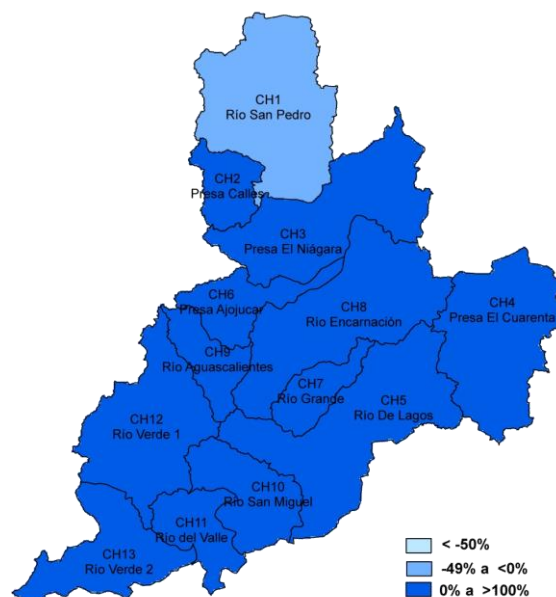 CH1
Río San Pedro
CH2
Presa Calles
CH3
Presa El Niágara
CH6
Presa Ajojucar
CH8
Río Encarnación
CH4
Presa El Cuarenta
CH9
Río Aguascalientes
CH7
Río Grande
CH5
Río De Lagos
CH12
Río Verde 1
CH10
Río San Miguel
CH11
Río del Valle
CH13
Río Verde 2
< -50%
-49% a <0%
0% a >100%